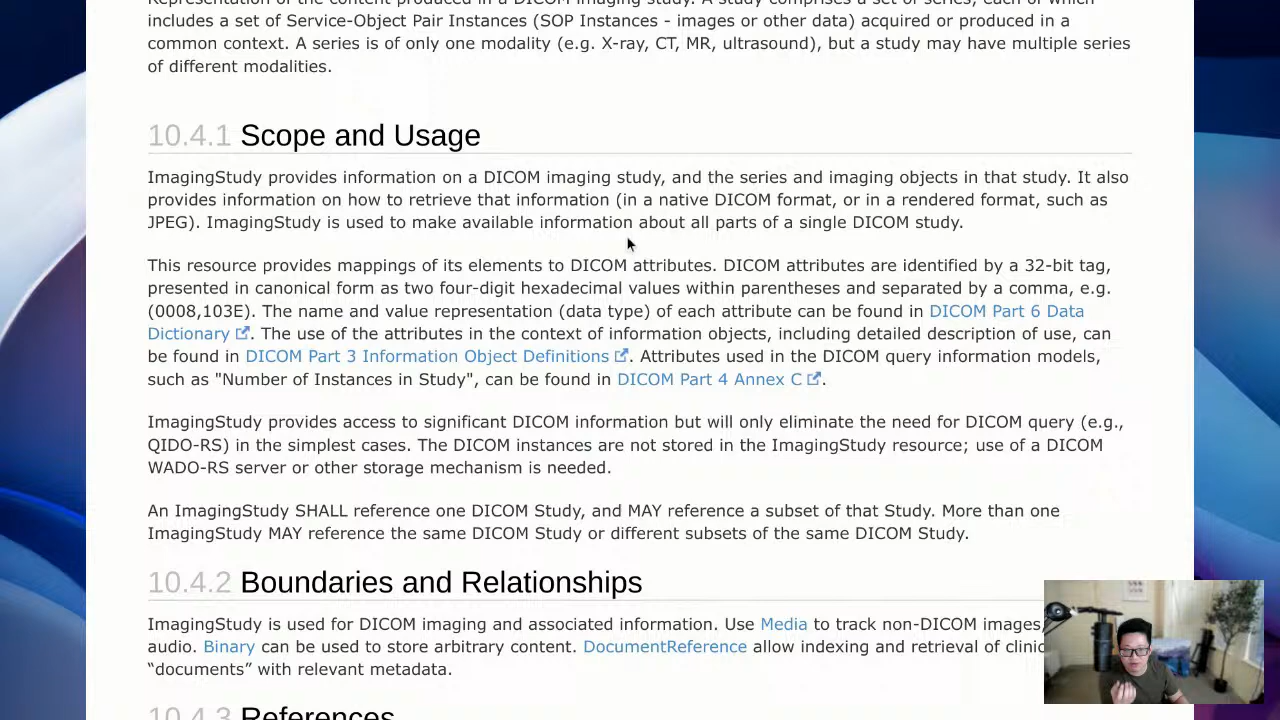 Representation of the content produced in a DICOM imaging study. A study comprises a set of series, each of which
includes a set of Service-Object Pair Instances (SOP Instances - images or other data) acquired or produced in a
common context. A series is of only one modality (e.g. X-ray, CT, MR, ultrasound), but a study may have multiple series
of different modalities.
10.4.1 Scope and Usage
ImagingStudy provides information on a DICOM imaging study, and the series and imaging objects in that study. It also
provides information on how to retrieve that information (in a native DICOM format, or in a rendered format, such as
JPEG). ImagingStudy is used to make available information about all parts of a single DICOM study.
This resource provides mappings of its elements to DICOM attributes. DICOM attributes are identified by a 32-bit tag,
presented in canonical form as two four-digit hexadecimal values within parentheses and separated by a comma, e.g.
(0008,103E). The name and value representation (data type) of each attribute can be found in DICOM Part 6 Data
Dictionary. The use of the attributes in the context of information objects, including detailed description of use, can
be found in DICOM Part 3 Information Object Definitions. Attributes used in the DICOM query information models,
such as "Number of Instances in Study", can be found in DICOM Part 4 Annex C.
ImagingStudy provides access to significant DICOM information but will only eliminate the need for DICOM query (e.g.,
QIDO-RS) in the simplest cases. The DICOM instances are not stored in the ImagingStudy resource; use of a DICOM
WADO-RS server or other storage mechanism is needed.
An ImagingStudy SHALL reference one DICOM Study, and MAY reference a subset of that Study. More than one
ImagingStudy MAY reference the same DICOM Study or different subsets of the same DICOM Study.
10.4.2 Boundaries and Relationships
ImagingStudy is used for DICOM imaging and associated information. Use Media to track non-DICOM images,
audio. Binary can be used to store arbitrary content. DocumentReference allow indexing and retrieval of clinic
“documents” with relevant metadata.
10.4.3 References